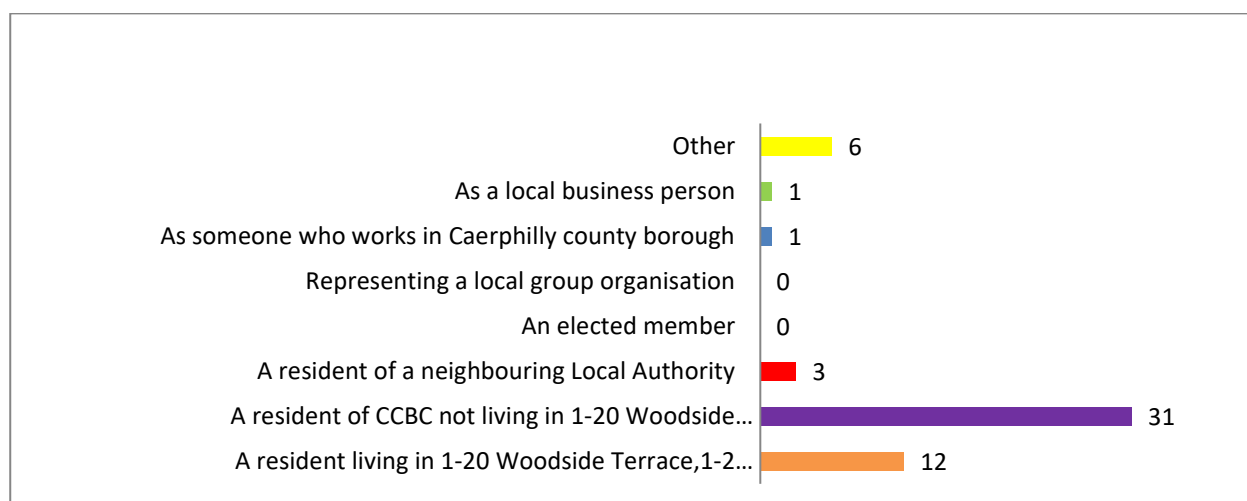 Other 6
As a local business person 1
As someone who works in Caerphilly county borough 1
Representing a local group organisation 0
An elected member 0
A resident of a neighbouring Local Authority 3
A resident of CCBC not living in 1-20 Woodside... 31
A resident living in 1-20 Woodside Terrace,1-2... 12